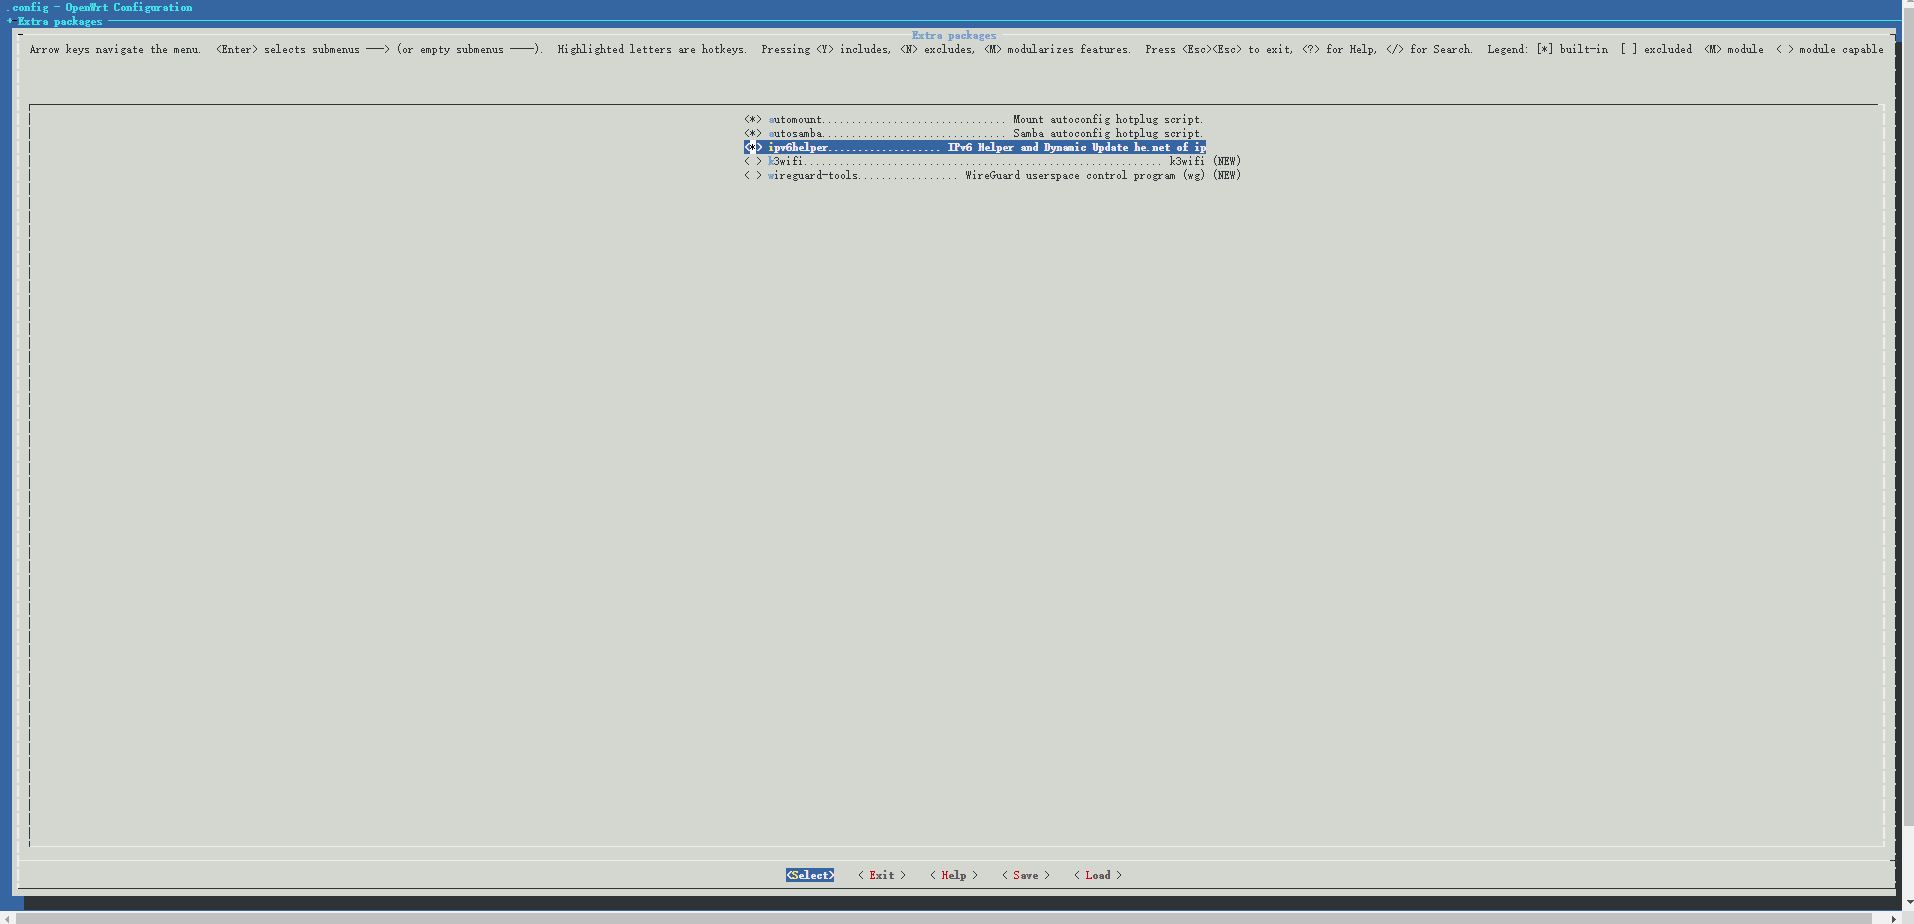 .config - OpenWrt Configuration
Extra packages
Extra packages
Arrow keys navigate the menu. <Enter> selects submenus ---> (or empty submenus ----). Highlighted letters are hotkeys. Pressing <Y> includes, <N> excludes, <M> modularizes features. Press <Esc><Esc> to exit, <?> for Help, </> for Search. Legend: [*] built-in [ ] excluded <M> module < > module capable
<*> automount............................... Mount autoconfig hotplug script.
<*> autosamba............................... Samba autoconfig hotplug script.
<*> ipv6helper................... IPv6 Helper and Dynamic Update he.net of ip
< > k3wifi............................................................ k3wifi (NEW)
< > wireguard-tools................. WireGuard userspace control program (wg) (NEW)
<Select> < Exit > < Help > < Save > < Load >